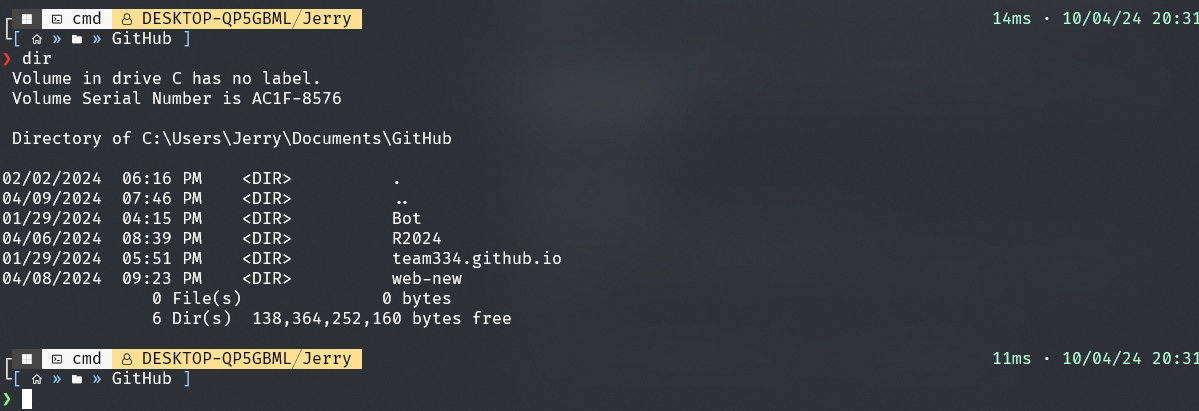 cmd DESKTOP-QP5GBML/Jerry 14ms · 10/04/24 20:31
[ » » GitHub ]
❯ dir
Volume in drive C has no label.
Volume Serial Number is AC1F-8576
Directory of C:\Users\Jerry\Documents\GitHub
02/02/2024 06:16 PM <DIR> .
04/09/2024 07:46 PM <DIR> ..
01/29/2024 04:15 PM <DIR> Bot
04/06/2024 08:39 PM <DIR> R2024
01/29/2024 05:51 PM <DIR> team334.github.io
04/08/2024 09:23 PM <DIR> web-new
0 File(s) 0 bytes
6 Dir(s) 138,364,252,160 bytes free
cmd DESKTOP-QP5GBML/Jerry 11ms · 10/04/24 20:31
[ » » GitHub ]
❯